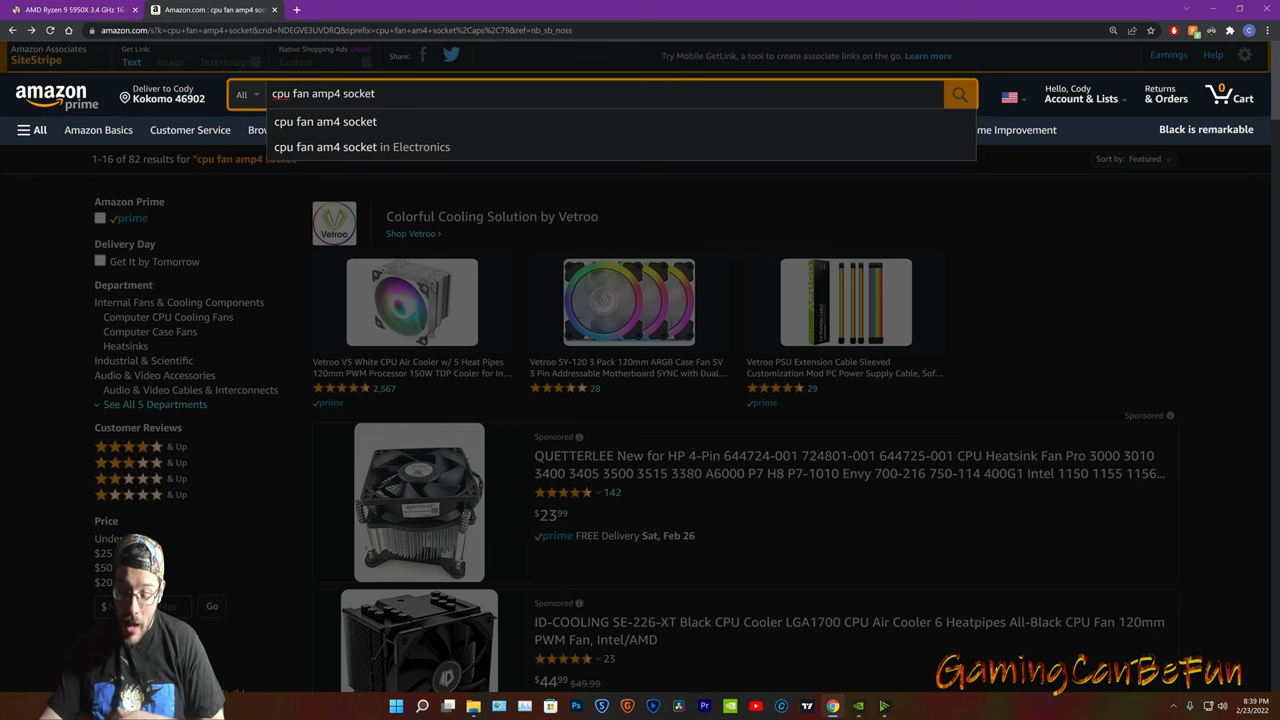 AMD Ryzen 9 5950X 3.4 GHz 16-
Amazon.com : cpu fan amp4 sock
amazon.com/s?k=cpu+fan+amp4+socket&crid=NDEGVE3UVDRQ&sprefix=cpu+fan+am4+socket%2Caps%2C79&ref=nb_sb_noss
Amazon Associates
SiteStripe
Get Link:
Text
Image
Text+Image
Native Shopping Ads (New)
Custom
Share:
Try Mobile GetLink, a tool to create associate links on the go. Learn more
Earnings
Help
amazon
prime
Deliver to Cody
Kokomo 46902
All
cpu fan amp4 socket
Hello, Cody
Account & Lists
Returns
& Orders
0
Cart
cpu fan am4 socket
cpu fan am4 socket in Electronics
All
Amazon Basics
Customer Service
Brow
me Improvement
Black is remarkable
1-16 of 82 results for "cpu fan amp4 socket
Sort by: Featured
Amazon Prime
prime
Delivery Day
Get It by Tomorrow
Department
Internal Fans & Cooling Components
Computer CPU Cooling Fans
Computer Case Fans
Heatsinks
Industrial & Scientific
Audio & Video Accessories
Audio & Video Cables & Interconnects
See All 5 Departments
Customer Reviews
& Up
& Up
& Up
& Up
Price
Under
$25
$50
$20
$
Max
Go
Vetroo
Colorful Cooling Solution by Vetroo
Shop Vetroo ›
Vetroo V5 White CPU Air Cooler w/ 5 Heat Pipes
120mm PWM Processor 150W TDP Cooler for In...
2,567
prime
Vetroo SY-120 3 Pack 120mm ARGB Case Fan 5V
3 Pin Addressable Motherboard SYNC with Dual...
28
Vetroo PSU Extension Cable Sleeved
Customization Mod PC Power Supply Cable, Sof...
29
prime
Sponsored
Sponsored
QUETTERLEE New for HP 4-Pin 644724-001 724801-001 644725-001 CPU Heatsink Fan Pro 3000 3010
3400 3405 3500 3515 3380 A6000 P7 H8 P7-1010 Envy 700-216 750-114 400G1 Intel 1150 1155 1156...
142
$23 99
prime FREE Delivery Sat, Feb 26
Sponsored
ID-COOLING SE-226-XT Black CPU Cooler LGA1700 CPU Air Cooler 6 Heatpipes All-Black CPU Fan 120mm
PWM Fan, Intel/AMD
23
$44 99 $49.99
GamingCanBeFun
8:39 PM
2/23/2022